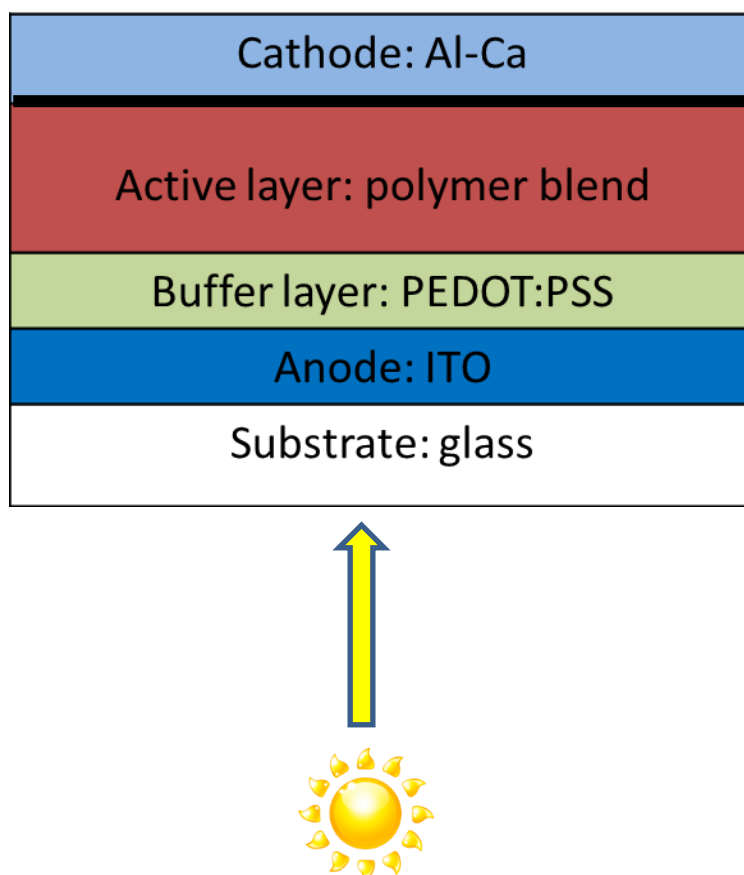 Cathode: Al-Ca
Active layer: polymer blend
Buffer layer: PEDOT:PSS
Anode: ITO
Substrate: glass